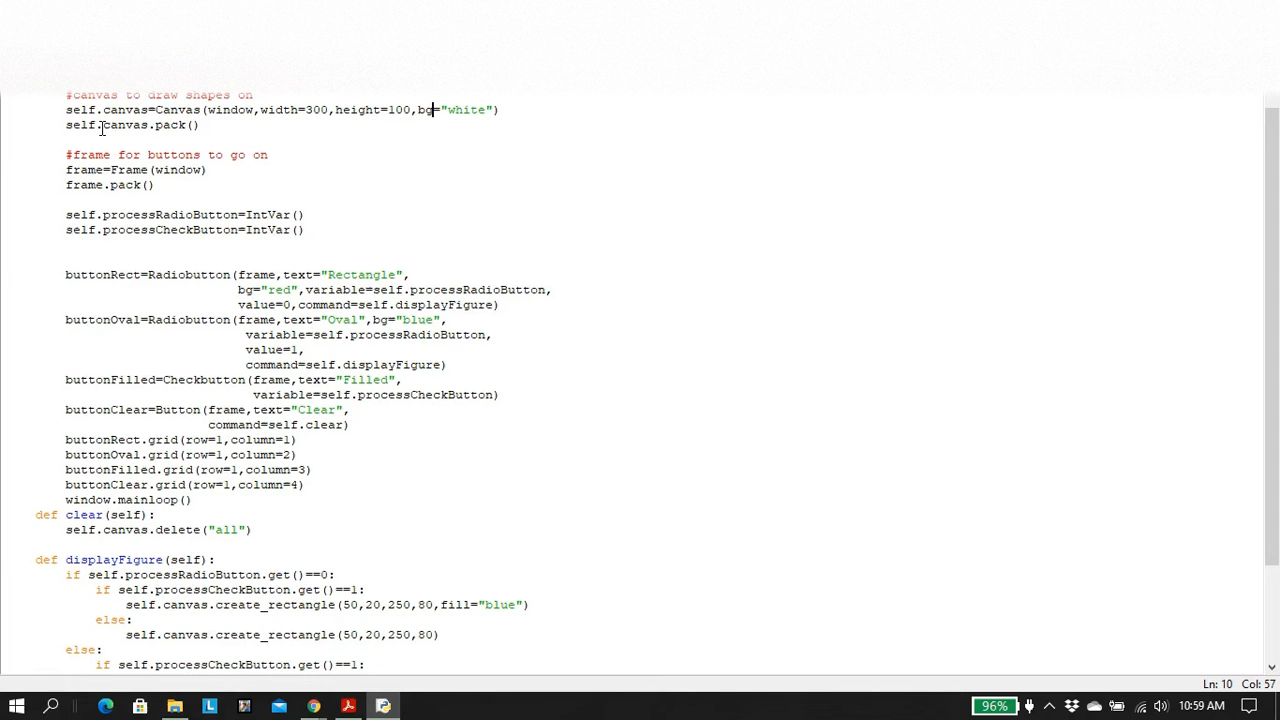 #canvas to draw shapes on
self.canvas=Canvas(window,width=300,height=100,bg="white")
self.canvas.pack()
#frame for buttons to go on
frame=Frame(window)
frame.pack()
self.processRadioButton=IntVar()
self.processCheckButton=IntVar()
buttonRect=Radiobutton(frame,text="Rectangle",
bg="red",variable=self.processRadioButton,
value=0,command=self.displayFigure)
buttonOval=Radiobutton(frame,text="Oval",bg="blue",
variable=self.processRadioButton,
value=1,
command=self.displayFigure)
buttonFilled=Checkbutton(frame,text="Filled",
variable=self.processCheckButton)
buttonClear=Button(frame,text="Clear",
command=self.clear)
buttonRect.grid(row=1,column=1)
buttonOval.grid(row=1,column=2)
buttonFilled.grid(row=1,column=3)
buttonClear.grid(row=1,column=4)
window.mainloop()
def clear(self):
self.canvas.delete("all")
def displayFigure(self):
if self.processRadioButton.get()==0:
if self.processCheckButton.get()==1:
self.canvas.create_rectangle(50,20,250,80,fill="blue")
else:
self.canvas.create_rectangle(50,20,250,80)
else:
if self.processCheckButton.get()==1:
Ln: 10 Col: 57
L
96%
10:59 AM